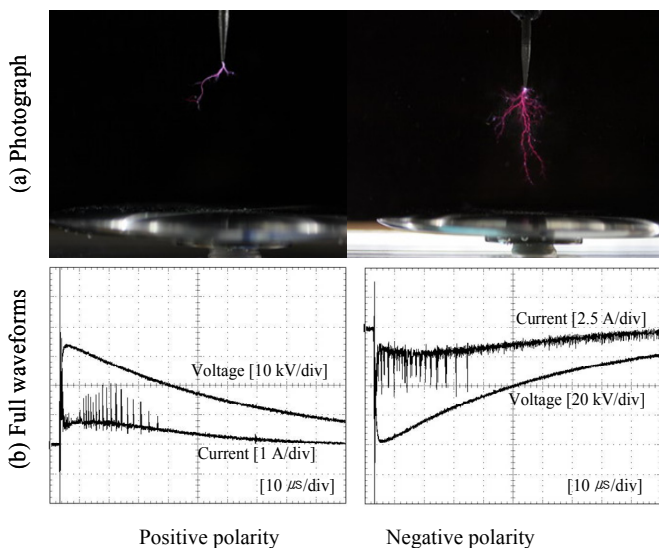 (a) Photograph
(b) Full waveforms
Voltage [10 kV/div]
Current [1 A/div]
[10 ㎲/div]
Current [2.5 A/div]
Voltage [20 kV/div]
[10 ㎲/div]
Positive polarity
Negative polarity